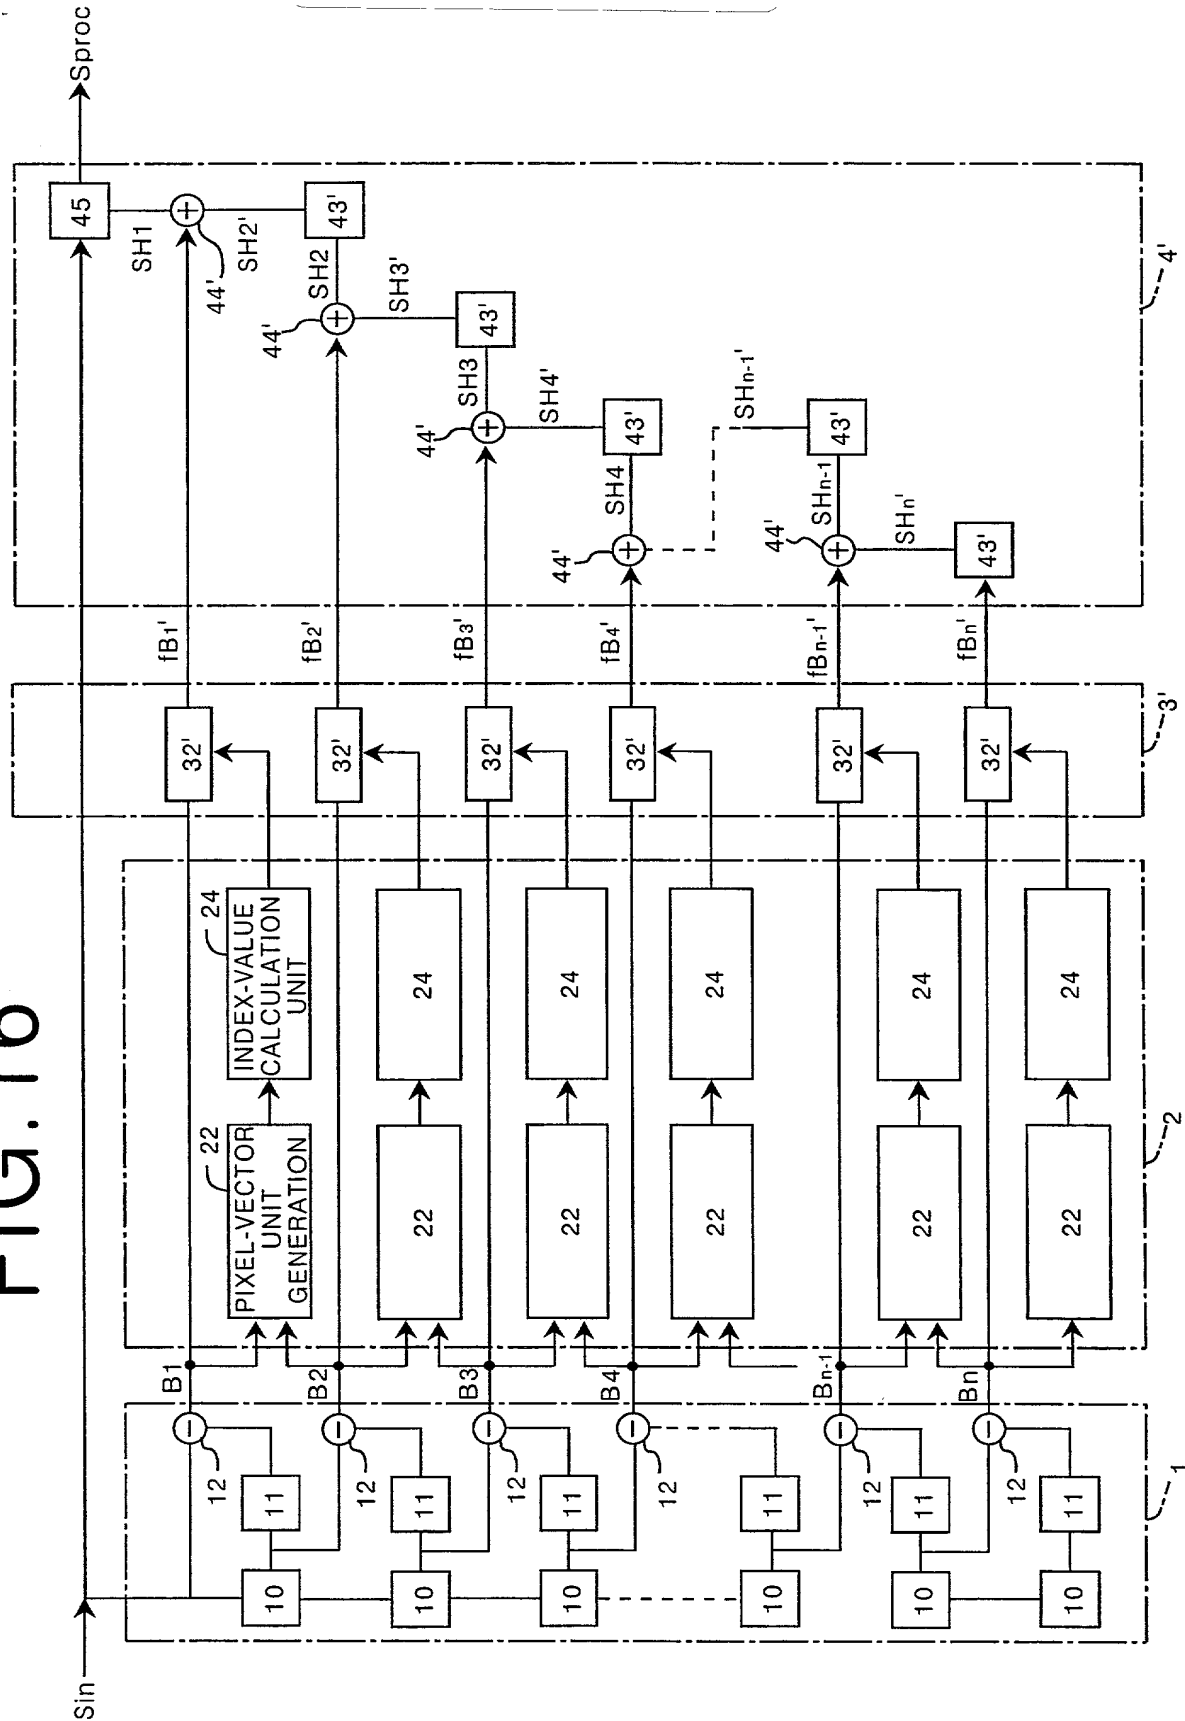 FIG. 16
Sin
Sproc
45
SH1
44'
SH2'
43'
SH2
44'
SH3'
43'
SH3
44'
SH4'
43'
SH4
44'
SHn-1'
43'
SHn-1
44'
SHn'
43'
4'
fB1'
fB2'
fB3'
fB4'
fBn-1'
fBn'
32'
32'
32'
32'
32'
32'
3'
24
INDEX-VALUE
CALCULATION
UNIT
24
24
24
24
24
22
PIXEL-VECTOR
UNIT
GENERATION
22
22
22
22
22
2
B1
B2
B3
B4
Bn-1
Bn
12
12
12
12
12
12
11
11
11
11
11
11
10
10
10
10
10
10
1